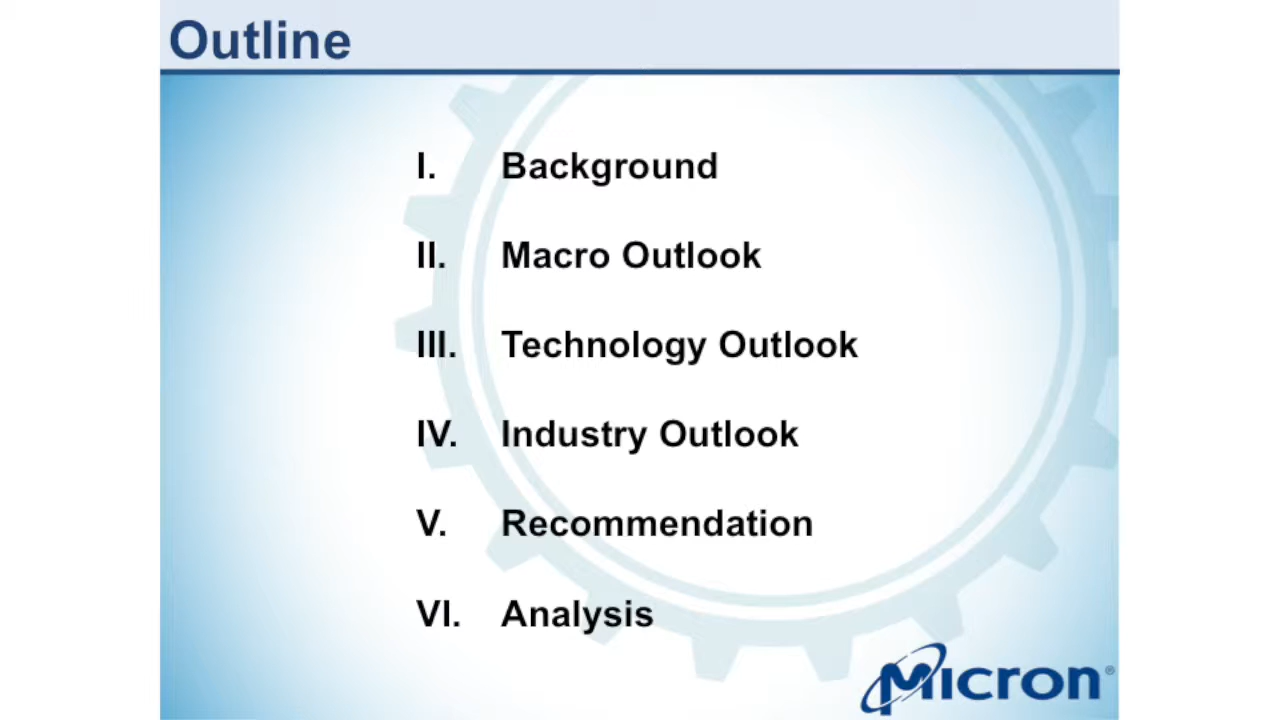 Outline
I. Background
II. Macro Outlook
III. Technology Outlook
IV. Industry Outlook
V. Recommendation
VI. Analysis
Micron®